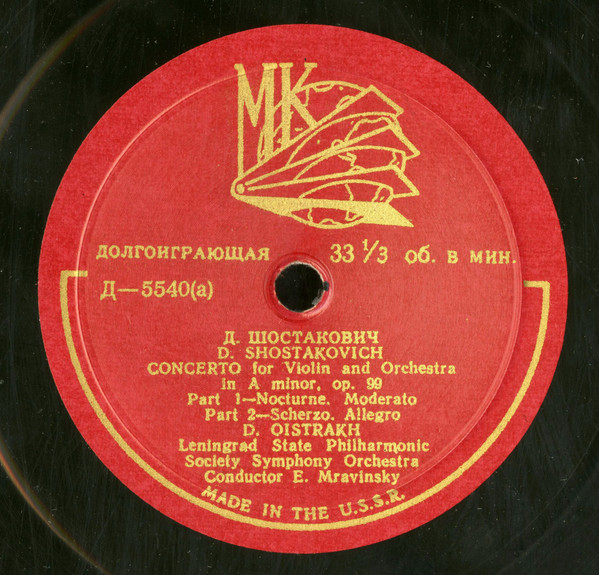 МК
ДОЛГОИГРАЮЩАЯ 33 1/3 об. в мин.
Д—5540(а)
Д. ШОСТАКОВИЧ
D. SHOSTAKOVICH
CONCERTO for Violin and Orchestra
in A minor, op. 99
Part 1—Nocturne. Moderato
Part 2—Scherzo. Allegro
D. OISTRAKH
Leningrad State Philharmonic
Society Symphony Orchestra
Conductor E. Mravinsky
MADE IN THE U.S.S.R.